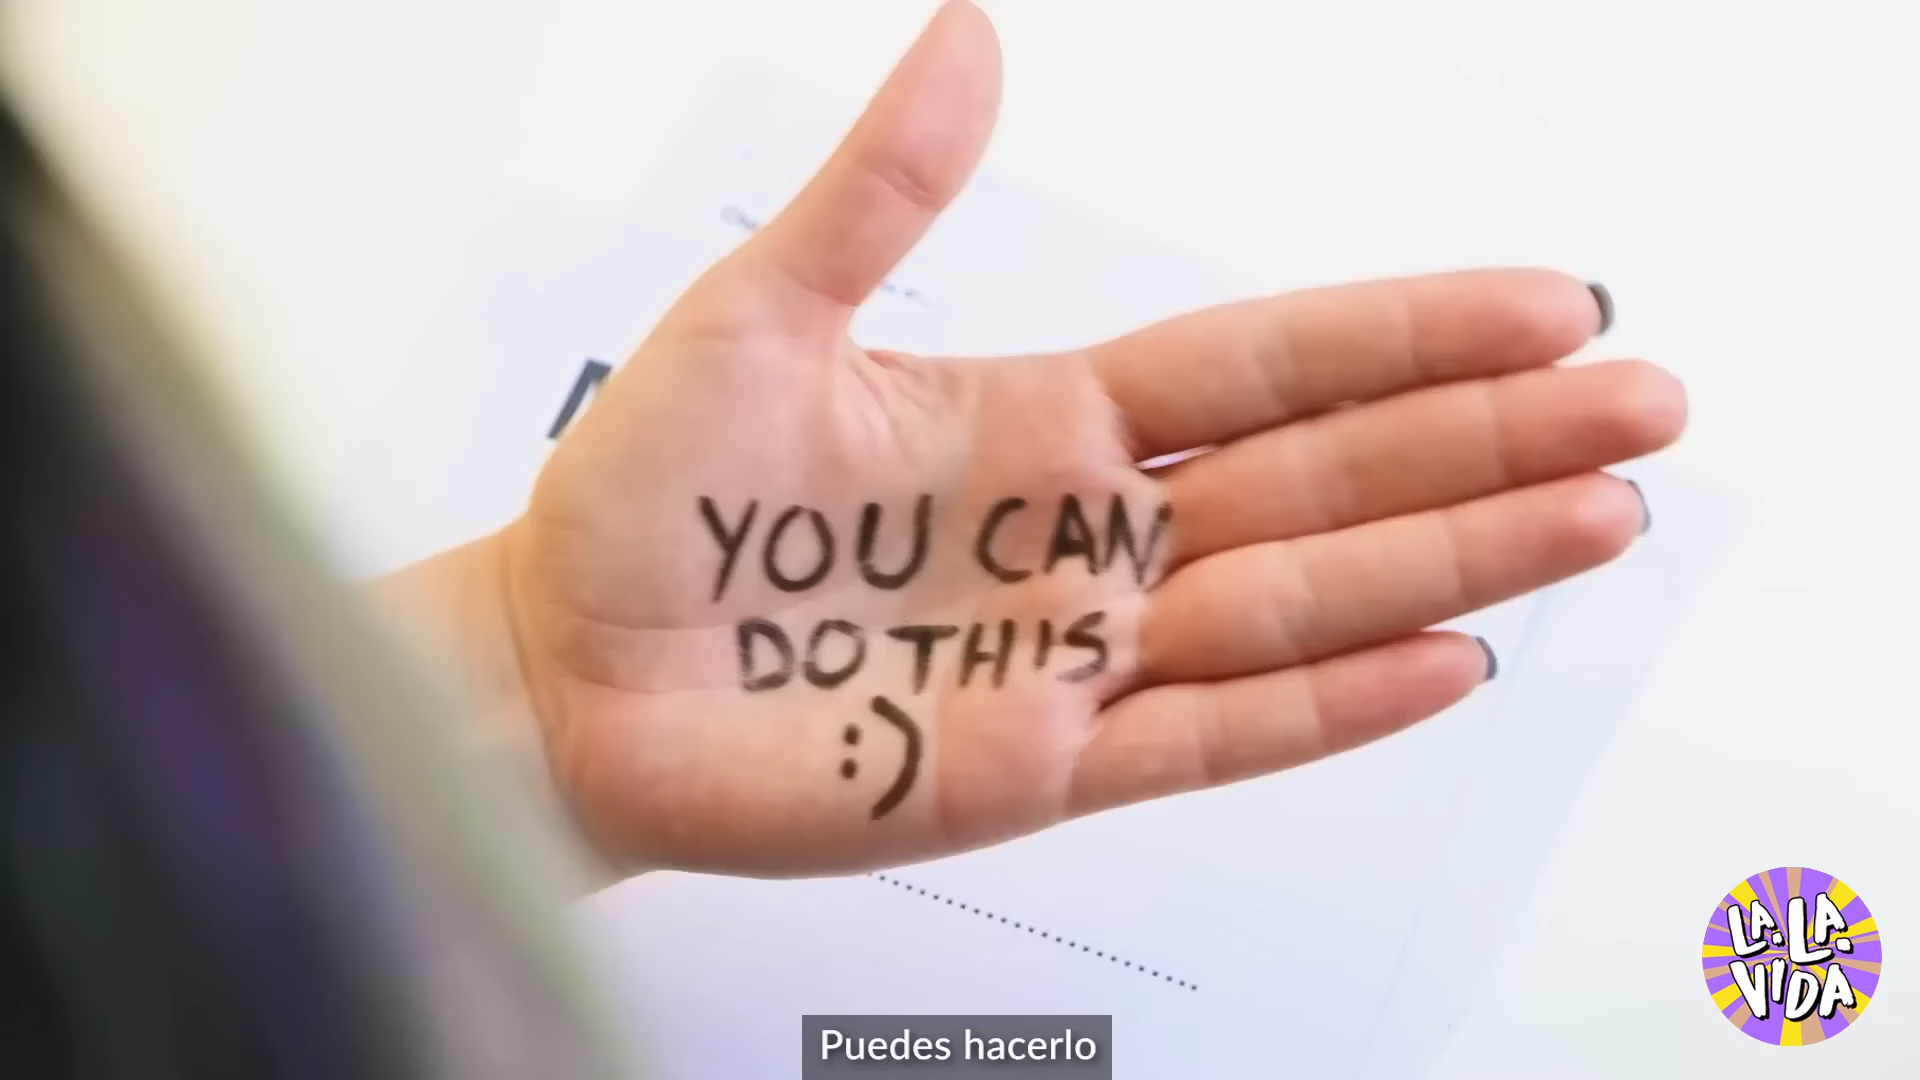 YOU CAN
DO THIS
:)
Puedes hacerlo
LA.LA.
VIDA